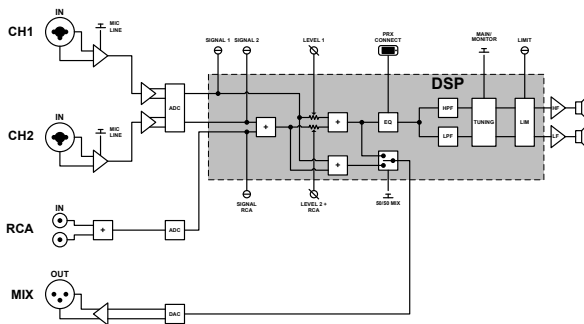 IN
CH1
MIC
LINE
SIGNAL 1
SIGNAL 2
LEVEL 1
PRX
CONNECT
MAIN/
MONITOR
LIMIT
DSP
ADC
IN
CH2
MIC
LINE
+
+
EQ
HPF
LPF
TUNING
LIM
HF
LF
+
SIGNAL
RCA
LEVEL 2 +
RCA
50/50 MIX
IN
RCA
+
ADC
OUT
MIX
DAC